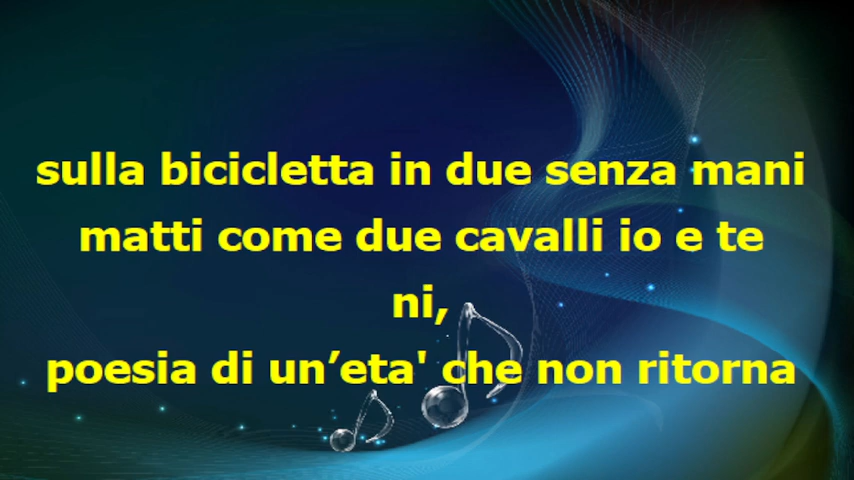 sulla bicicletta in due senza mani
matti come due cavalli io e te
ni,
poesia di un’eta' che non ritorna